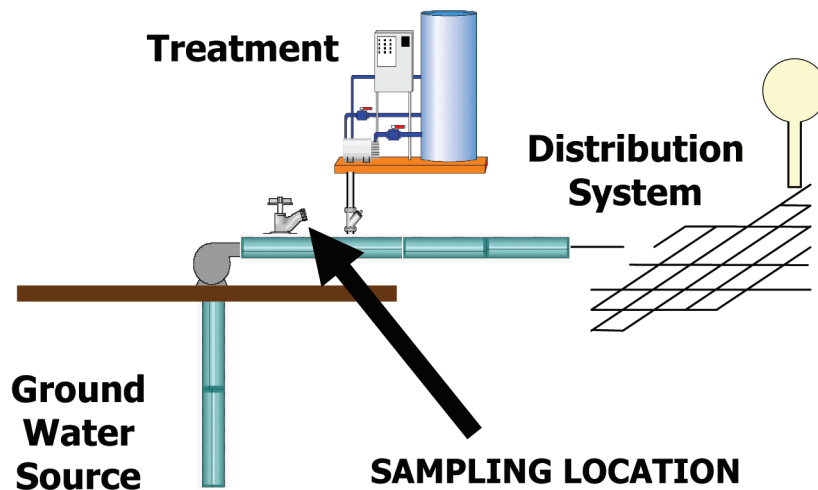 Treatment
Distribution
System
Ground
Water
Source
SAMPLING LOCATION